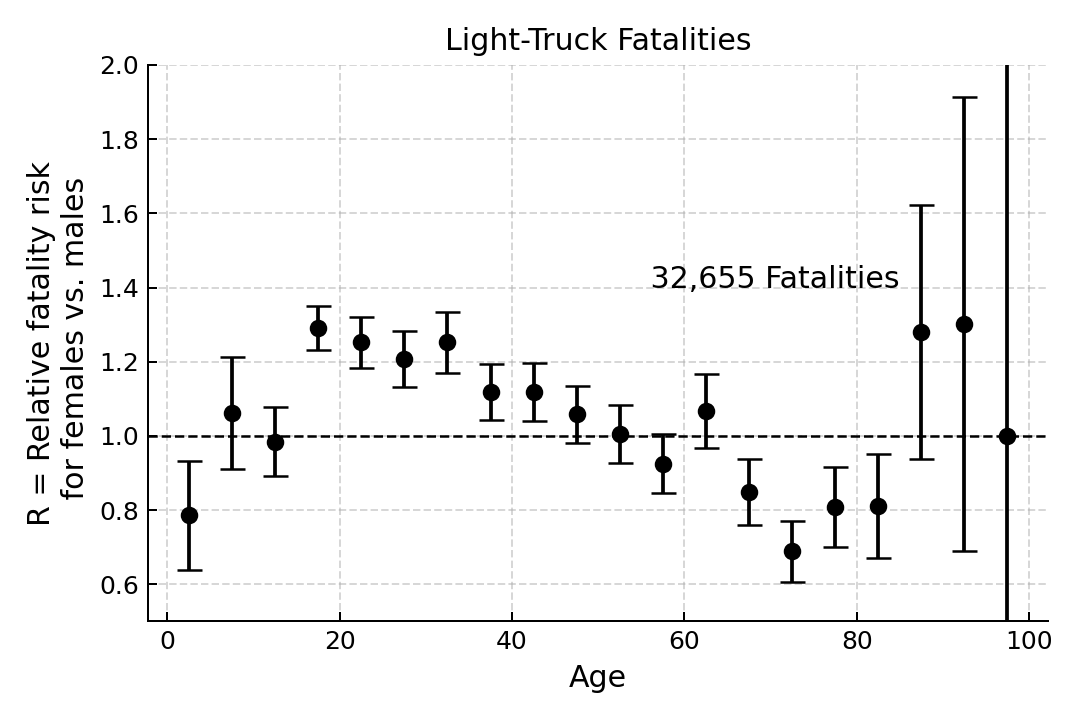 Light-Truck Fatalities
R = Relative fatality risk
for females vs. males
2.0
1.8
1.6
1.4
1.2
1.0
0.8
0.6
32,655 Fatalities
0 20 40 60 80 100
Age